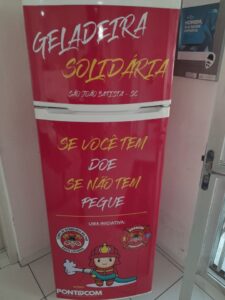 GELADEIRA
SOLIDÁRIA
SÃO JOÃO BATISTA - SC
SE VOCÊ TEM
DOE
SE NÃO TEM
PEGUE
UMA INICIATIVA:
PONTOCOM